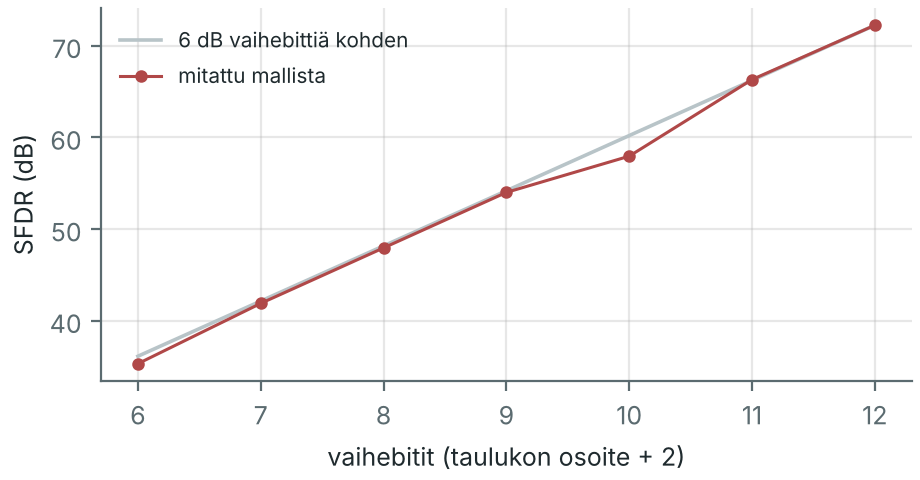 6 dB vaihebittiä kohden
mitattu mallista
SFDR (dB)
70
60
50
40
6 7 8 9 10 11 12
vaihebitit (taulukon osoite + 2)